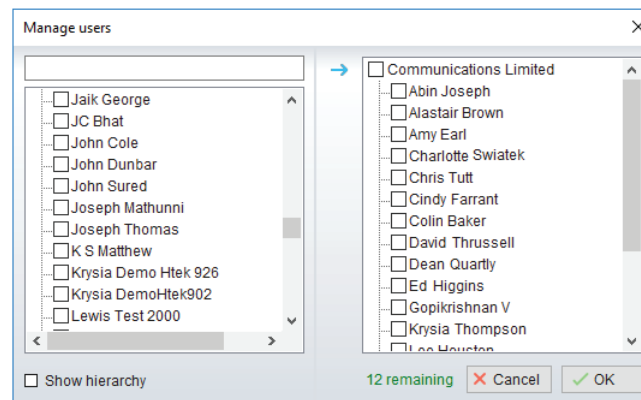 Manage users
Jaik George
JC Bhat
John Cole
John Dunbar
John Sured
Joseph Mathunni
Joseph Thomas
K S Matthew
Krysia Demo Htek 926
Krysia DemoHtek902
Lewis Test 2000
Show hierarchy
Communications Limited
Abin Joseph
Alastair Brown
Amy Earl
Charlotte Swiatek
Chris Tutt
Cindy Farrant
Colin Baker
David Thrussell
Dean Quartly
Ed Higgins
Gopikrishnan V
Krysia Thompson
Lee Houston
12 remaining
Cancel
OK